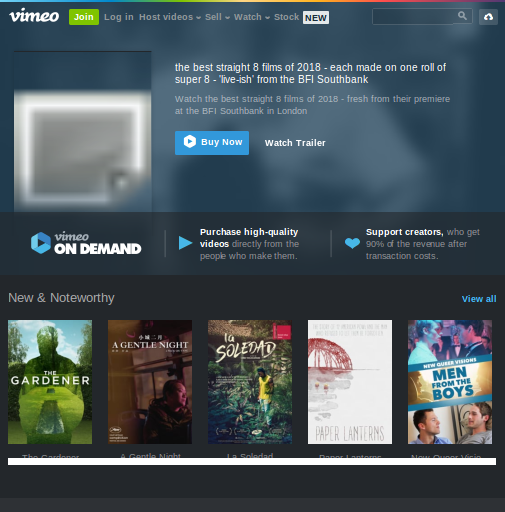 vimeo Join Log in Host videos Sell Watch Stock NEW
the best straight 8 films of 2018 - each made on one roll of
super 8 - 'live-ish' from the BFI Southbank
Watch the best straight 8 films of 2018 - fresh from their premiere
at the BFI Southbank in London
Buy Now Watch Trailer
vimeo
ON DEMAND
Purchase high-quality
videos directly from the
people who make them.
Support creators, who get
90% of the revenue after
transaction costs.
New & Noteworthy View all
THE
GARDENER
小城二月
A GENTLE NIGHT
la
SOLEDAD
PAPER LANTERNS
NEW QUEER VISIONS
MEN
FROM THE
BOYS
The Gardener A Gentle Night La Soledad Paper Lanterns New Queer Visio